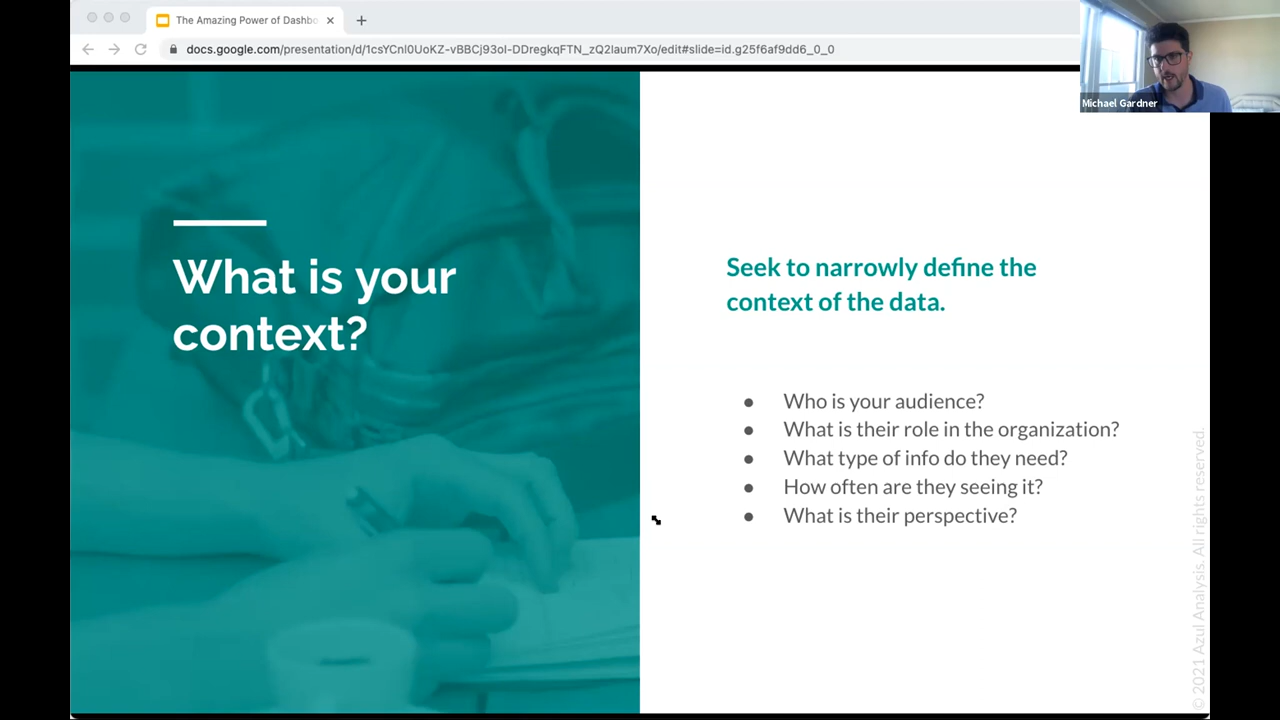 The Amazing Power of Dashbo
docs.google.com/presentation/d/1csYCnl0UoKZ-vBBCj93oI-DDregkqFTN_zQ2laum7Xo/edit#slide=id.g25f6af9dd6_0_0
Michael Gardner
What is your
context?
Seek to narrowly define the
context of the data.
● Who is your audience?
● What is their role in the organization?
● What type of info do they need?
● How often are they seeing it?
● What is their perspective?
© 2021 Azul Analysis. All rights reserved.